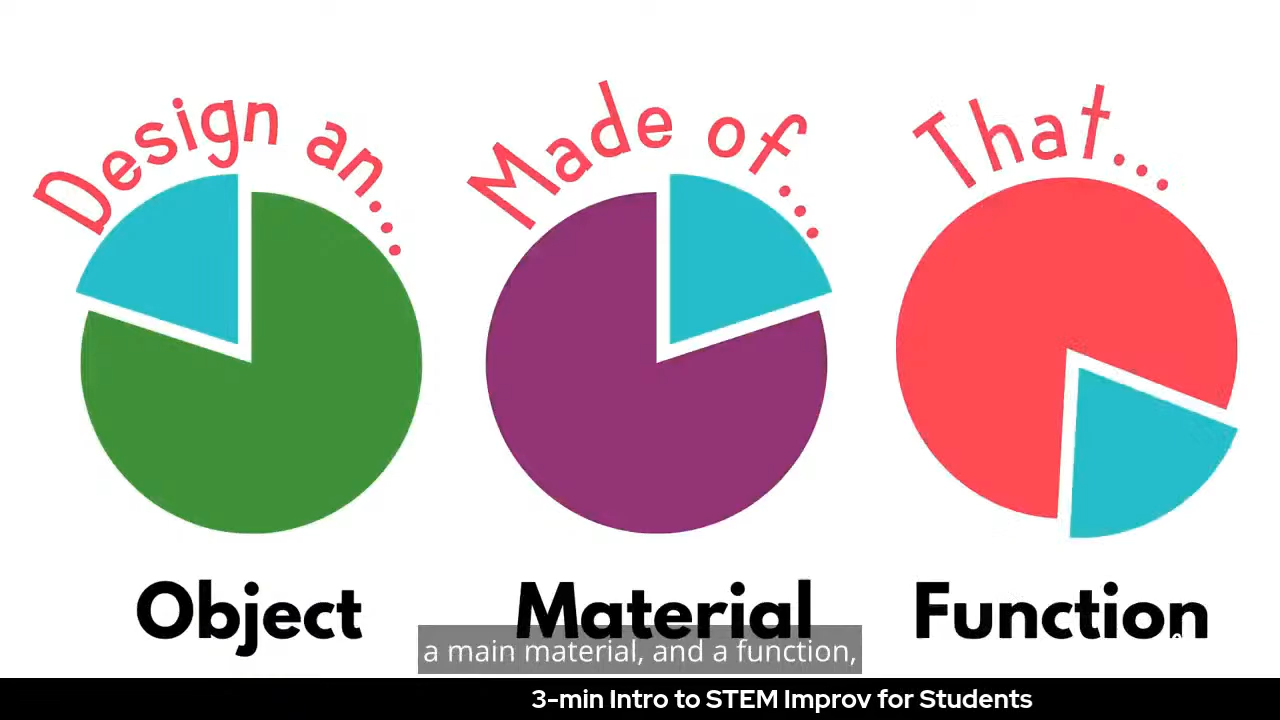 Design an...
Made of...
That...
Object
Material
Function
a main material, and a function,
3-min Intro to STEM Improv for Students